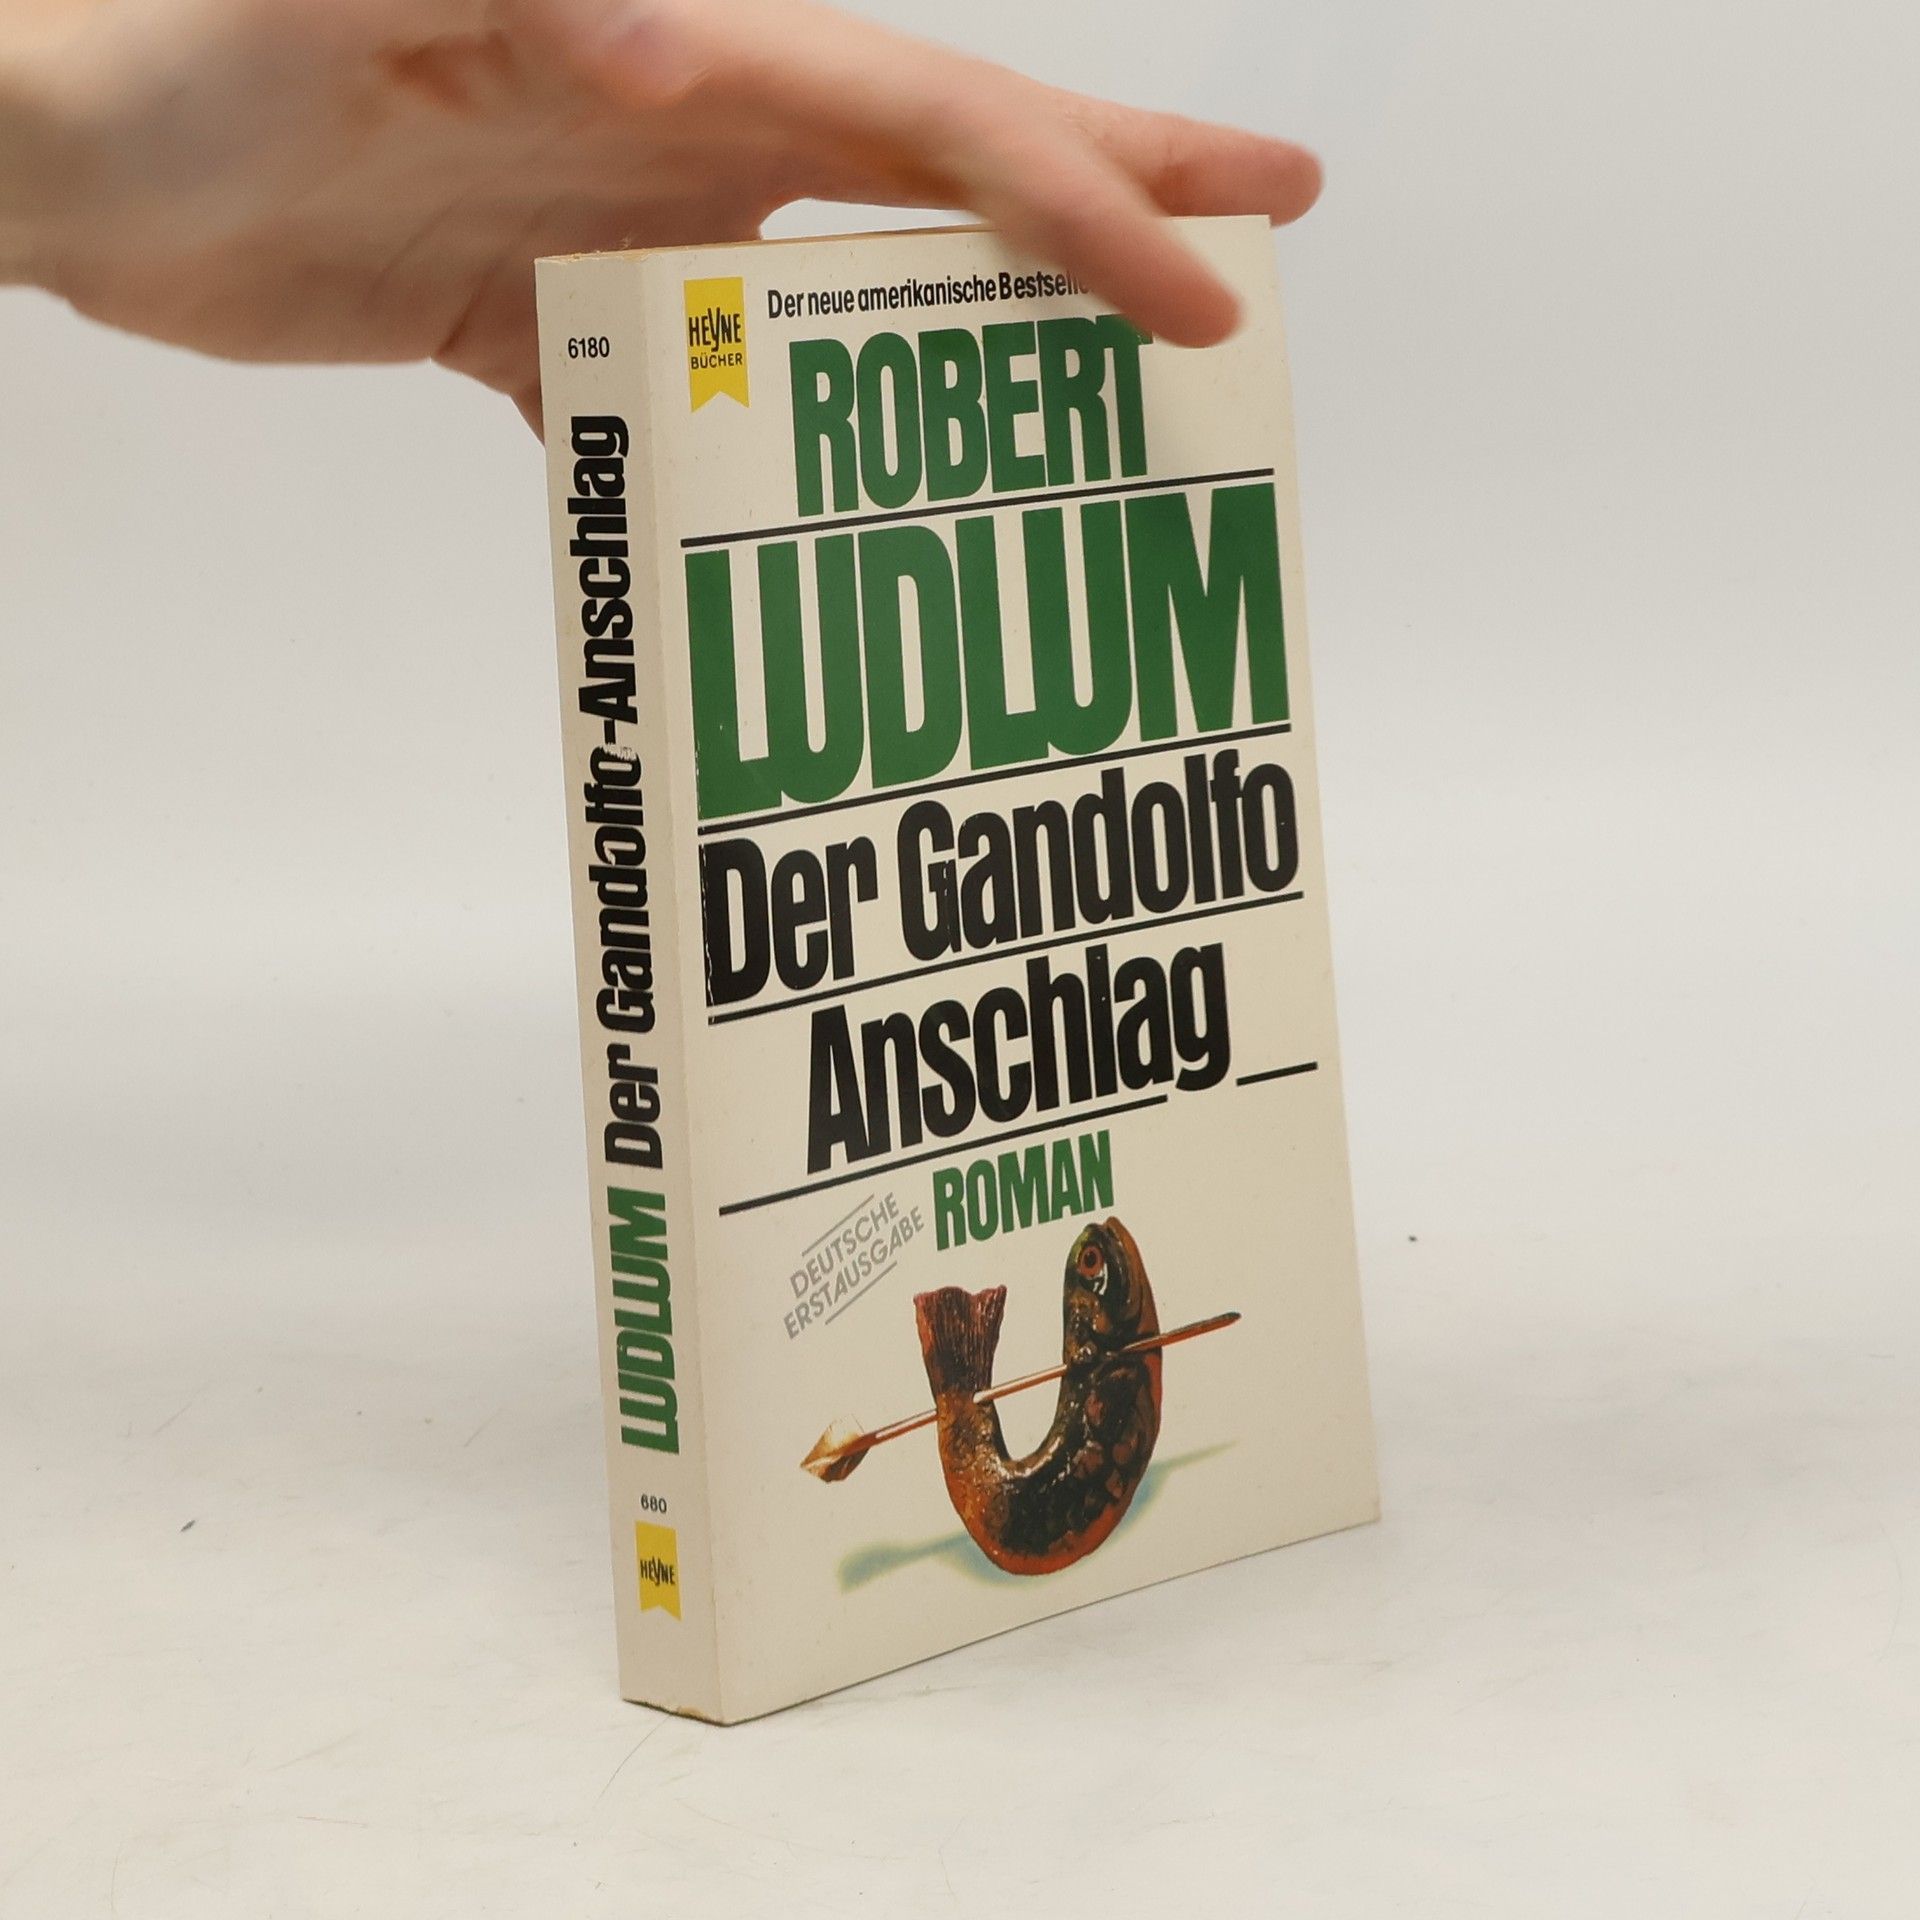 6180
LUDLUM Der Gandolfo-Anschlag
680
HEYNE
HEYNE
BÜCHER
Der neue amerikanische
ROBERT
LUDLUM
Der Gandolfo
Anschlag
ROMAN
DEUTSCHE
ERSTAUSGABE